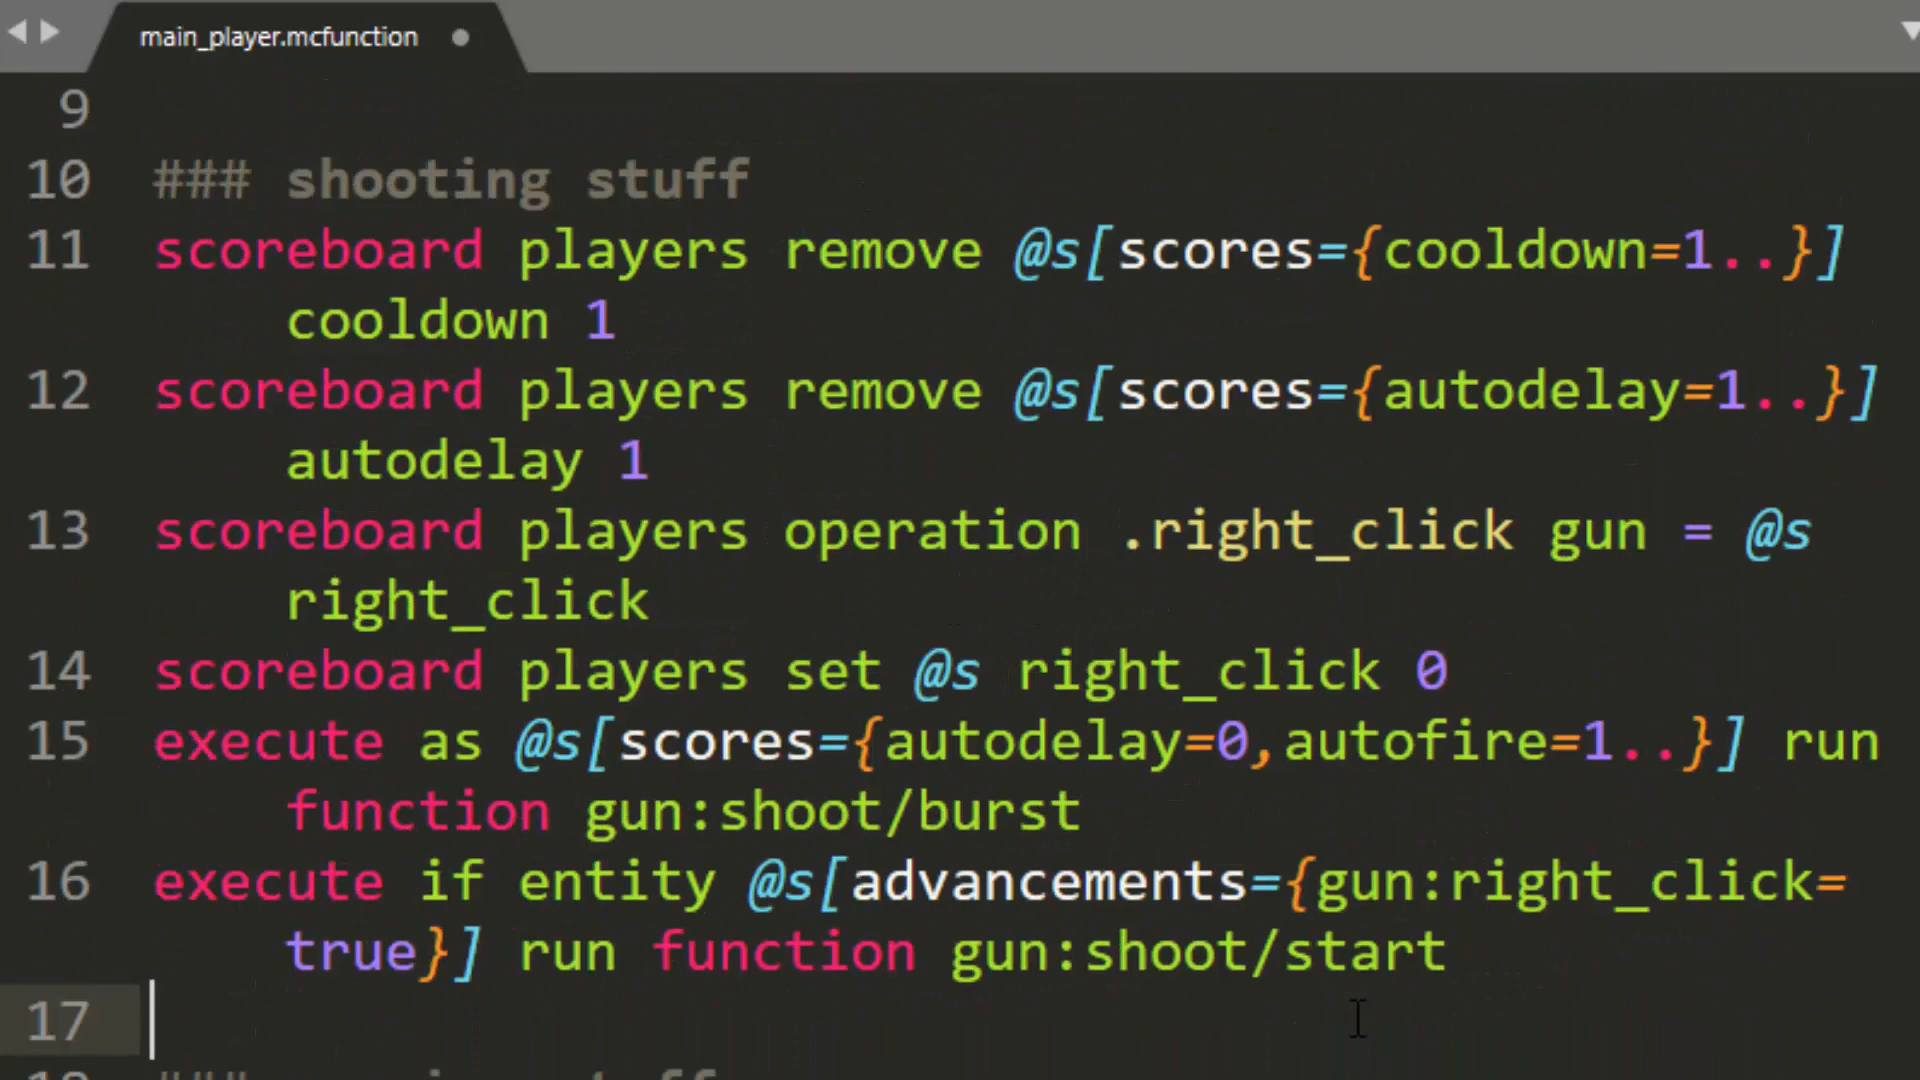 main_player.mcfunction
9
10 ### shooting stuff
11 scoreboard players remove @s[scores={cooldown=1..}]
cooldown 1
12 scoreboard players remove @s[scores={autodelay=1..}]
autodelay 1
13 scoreboard players operation .right_click gun = @s
right_click
14 scoreboard players set @s right_click 0
15 execute as @s[scores={autodelay=0,autofire=1..}] run
function gun:shoot/burst
16 execute if entity @s[advancements={gun:right_click=
true}] run function gun:shoot/start
17